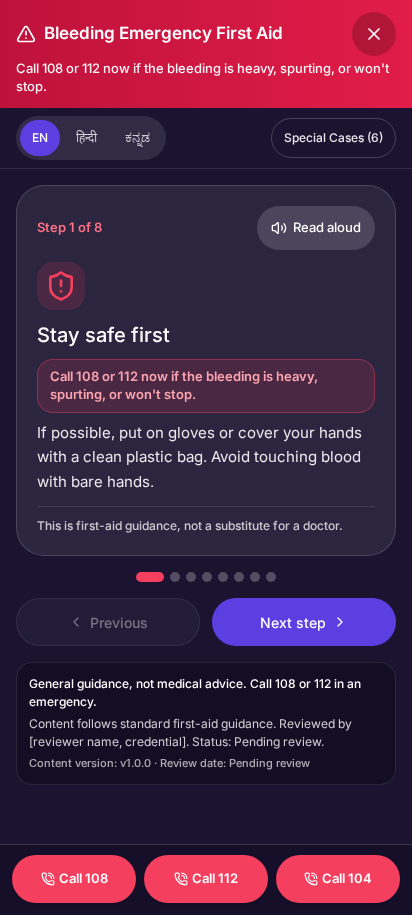 Bleeding Emergency First Aid
Call 108 or 112 now if the bleeding is heavy, spurting, or won't
stop.
EN हिन्दी ಕನ್ನಡ Special Cases (6)
Step 1 of 8 Read aloud
Stay safe first
Call 108 or 112 now if the bleeding is heavy,
spurting, or won't stop.
If possible, put on gloves or cover your hands
with a clean plastic bag. Avoid touching blood
with bare hands.
This is first-aid guidance, not a substitute for a doctor.
Previous Next step
General guidance, not medical advice. Call 108 or 112 in an
emergency.
Content follows standard first-aid guidance. Reviewed by
[reviewer name, credential]. Status: Pending review.
Content version: v1.0.0 · Review date: Pending review
Call 108 Call 112 Call 104